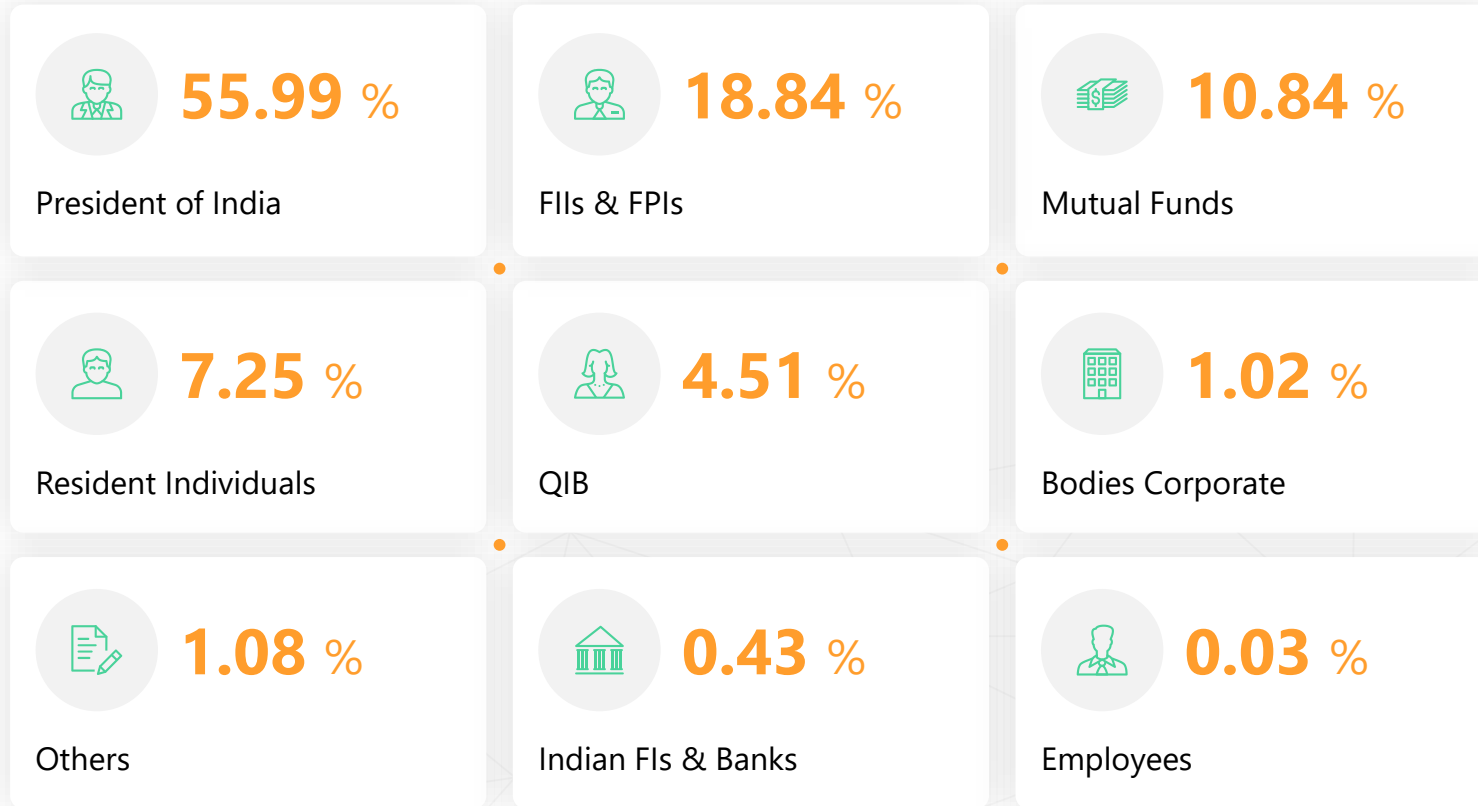 55.99 %
President of India
18.84 %
FIIs & FPIs
$
10.84 %
Mutual Funds
7.25 %
Resident Individuals
4.51 %
QIB
1.02 %
Bodies Corporate
1.08 %
Others
0.43 %
Indian FIs & Banks
0.03 %
Employees